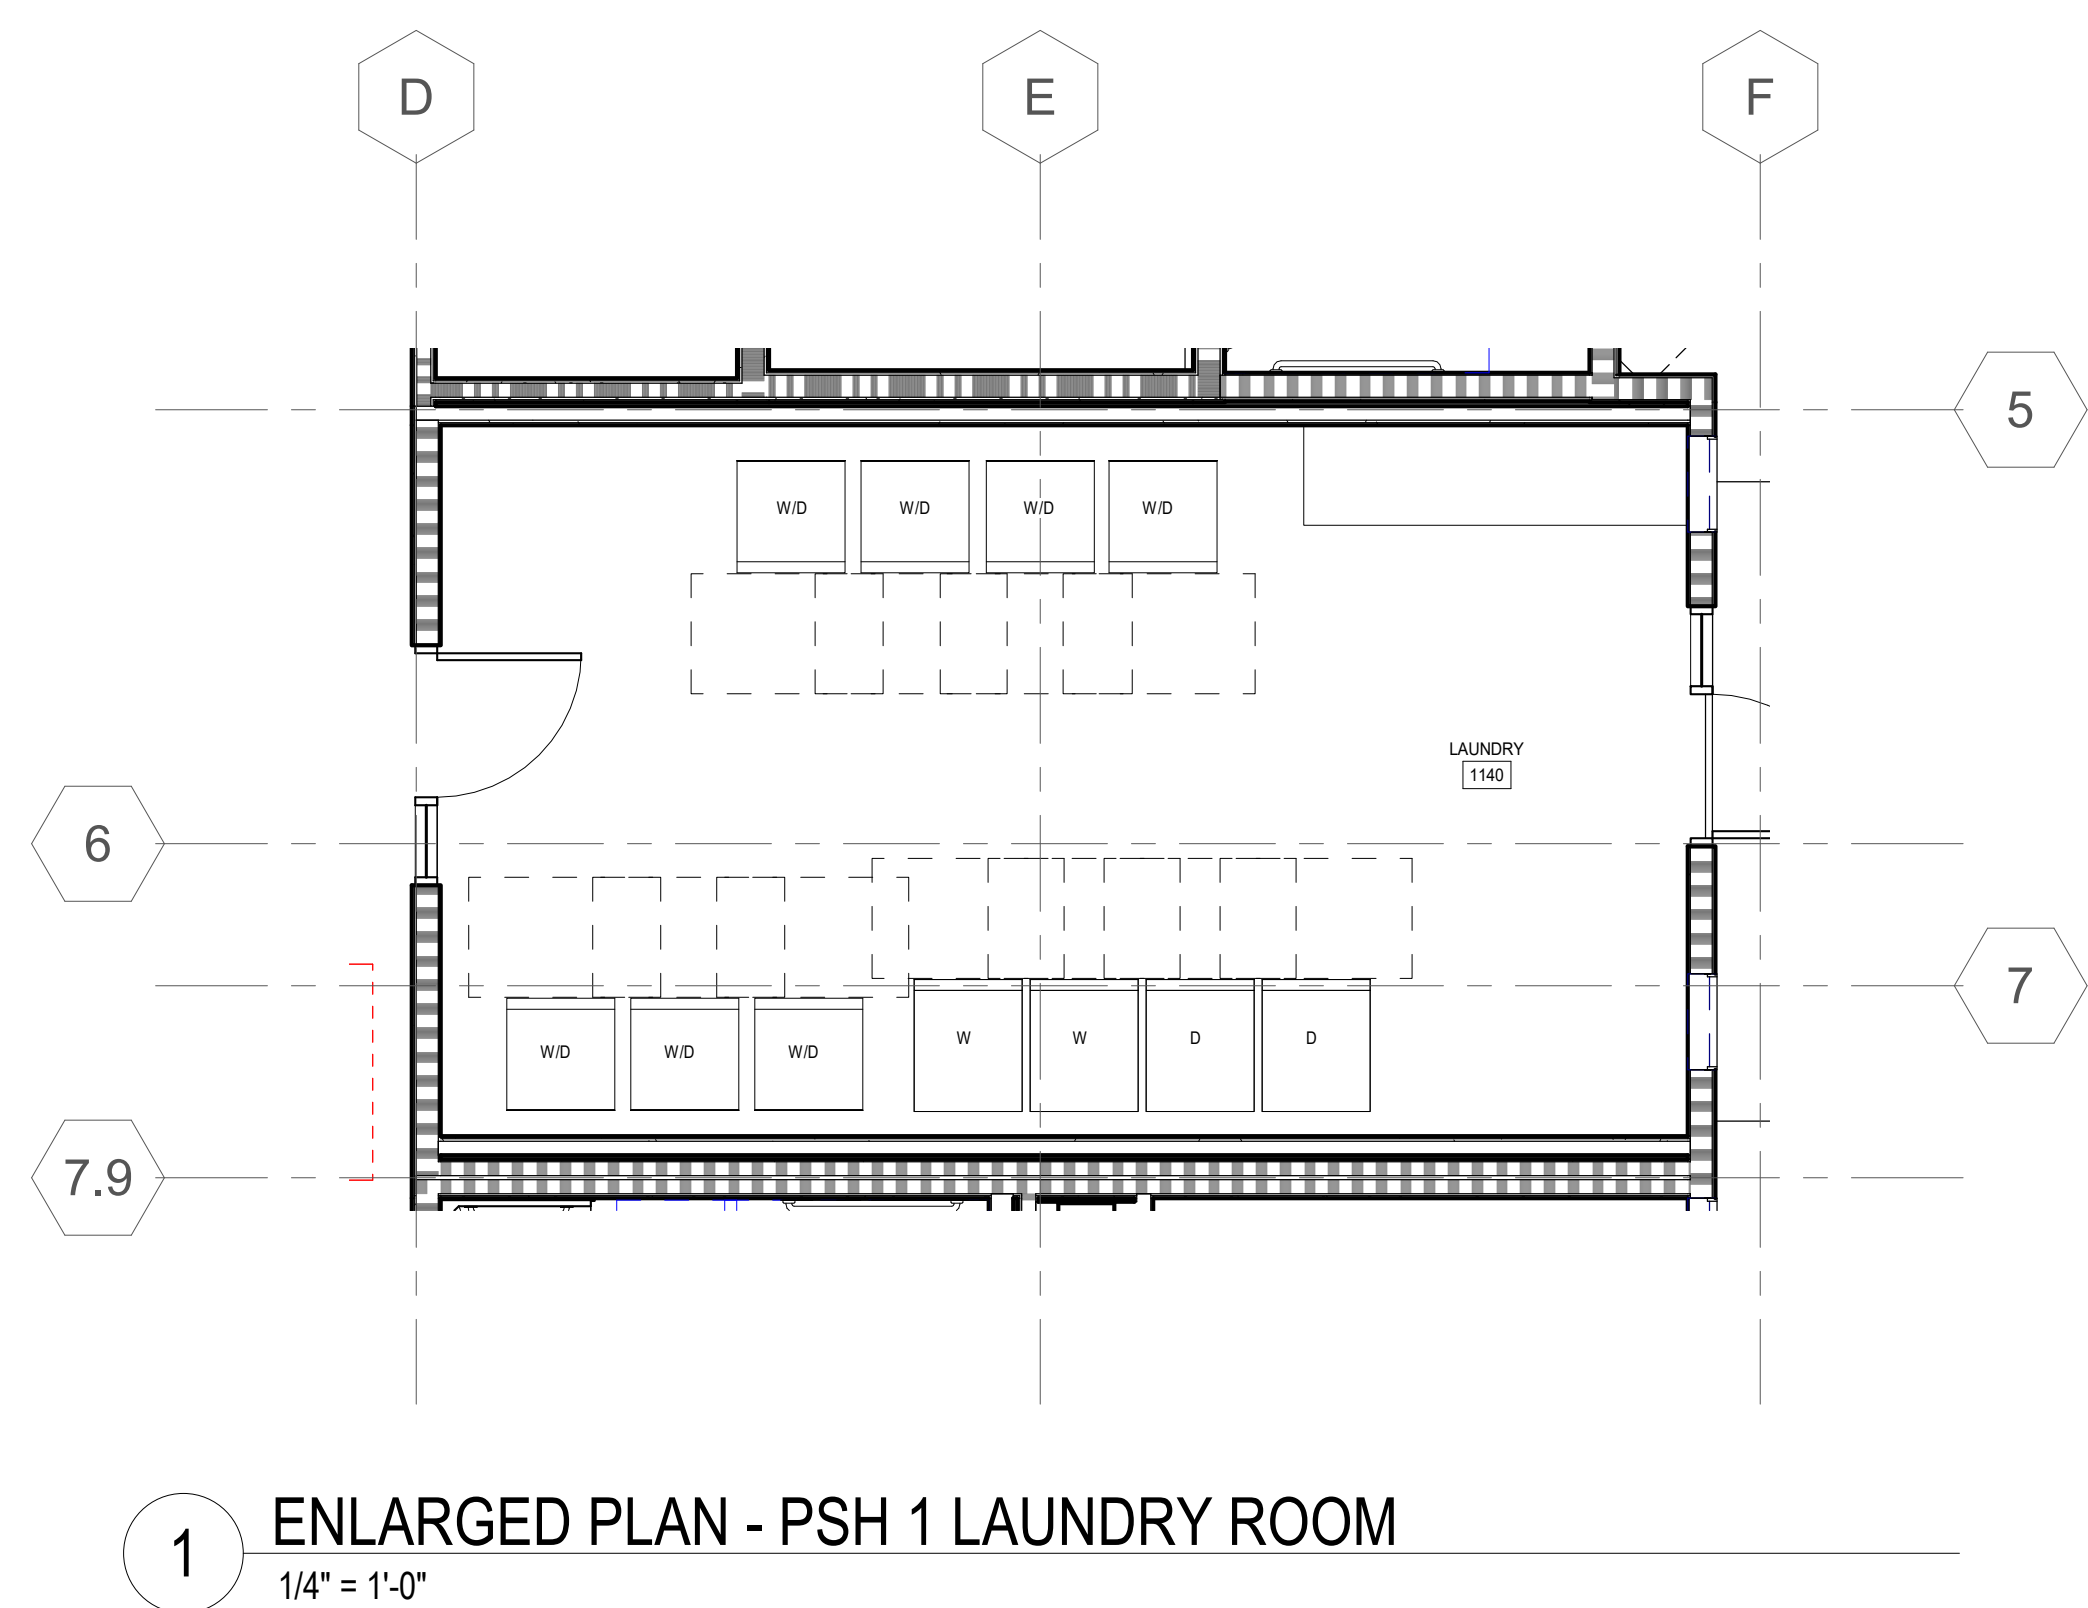 D
E
F
5
W/D
W/D
W/D
W/D
LAUNDRY
1140
6
7
W/D
W/D
W/D
W
W
D
D
7.9
1
ENLARGED PLAN - PSH 1 LAUNDRY ROOM
1/4" = 1'-0"